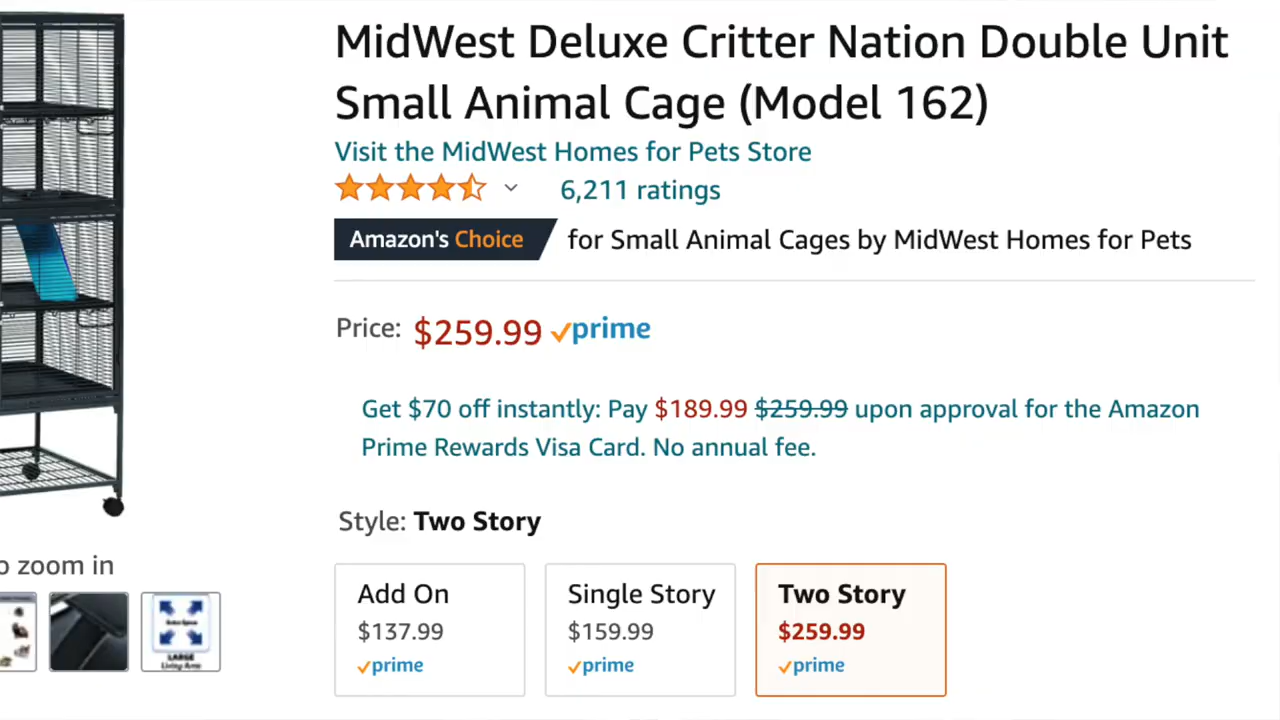 MidWest Deluxe Critter Nation Double Unit
Small Animal Cage (Model 162)
Visit the MidWest Homes for Pets Store
6,211 ratings
Amazon's Choice for Small Animal Cages by MidWest Homes for Pets
Price: $259.99 prime
Get $70 off instantly: Pay $189.99 $259.99 upon approval for the Amazon
Prime Rewards Visa Card. No annual fee.
Style: Two Story
o zoom in
Add On
$137.99
prime
Single Story
$159.99
prime
Two Story
$259.99
prime
LARGE
Living Area